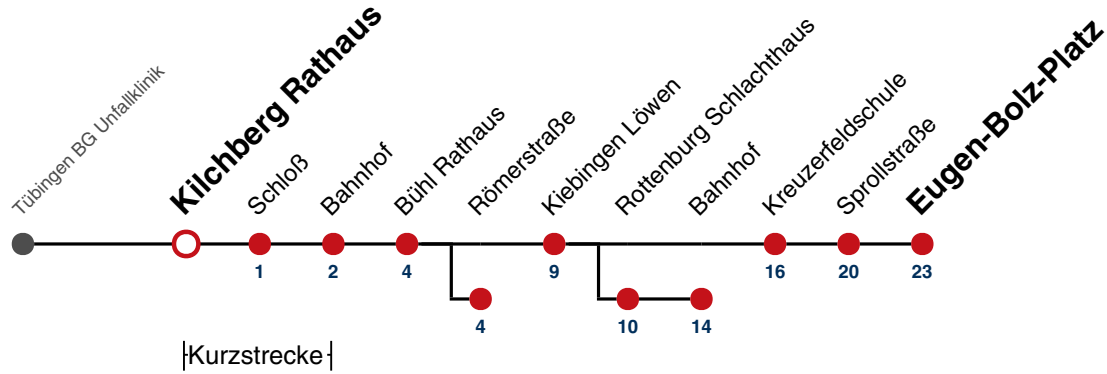 Tübingen BG Unfallklinik
Kilchberg Rathaus
Schloß
Bahnhof
Bühl Rathaus
Römerstraße
Kiebingen Löwen
Rottenburg Schlachthaus
Bahnhof
Kreuzerfeldschule
Sprollstraße
Eugen-Bolz-Platz
1
2
4
9
16
20
23
4
10
14
Kurzstrecke